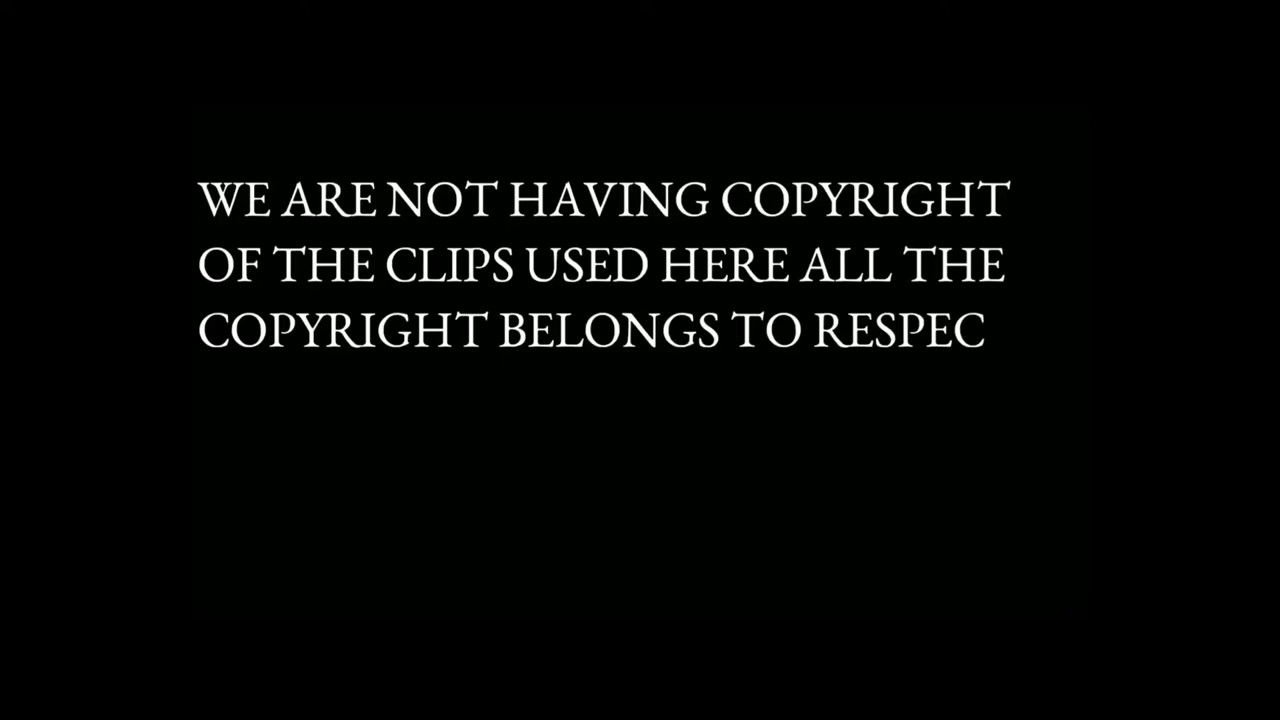 WE ARE NOT HAVING COPYRIGHT
OF THE CLIPS USED HERE ALL THE
COPYRIGHT BELONGS TO RESPEC